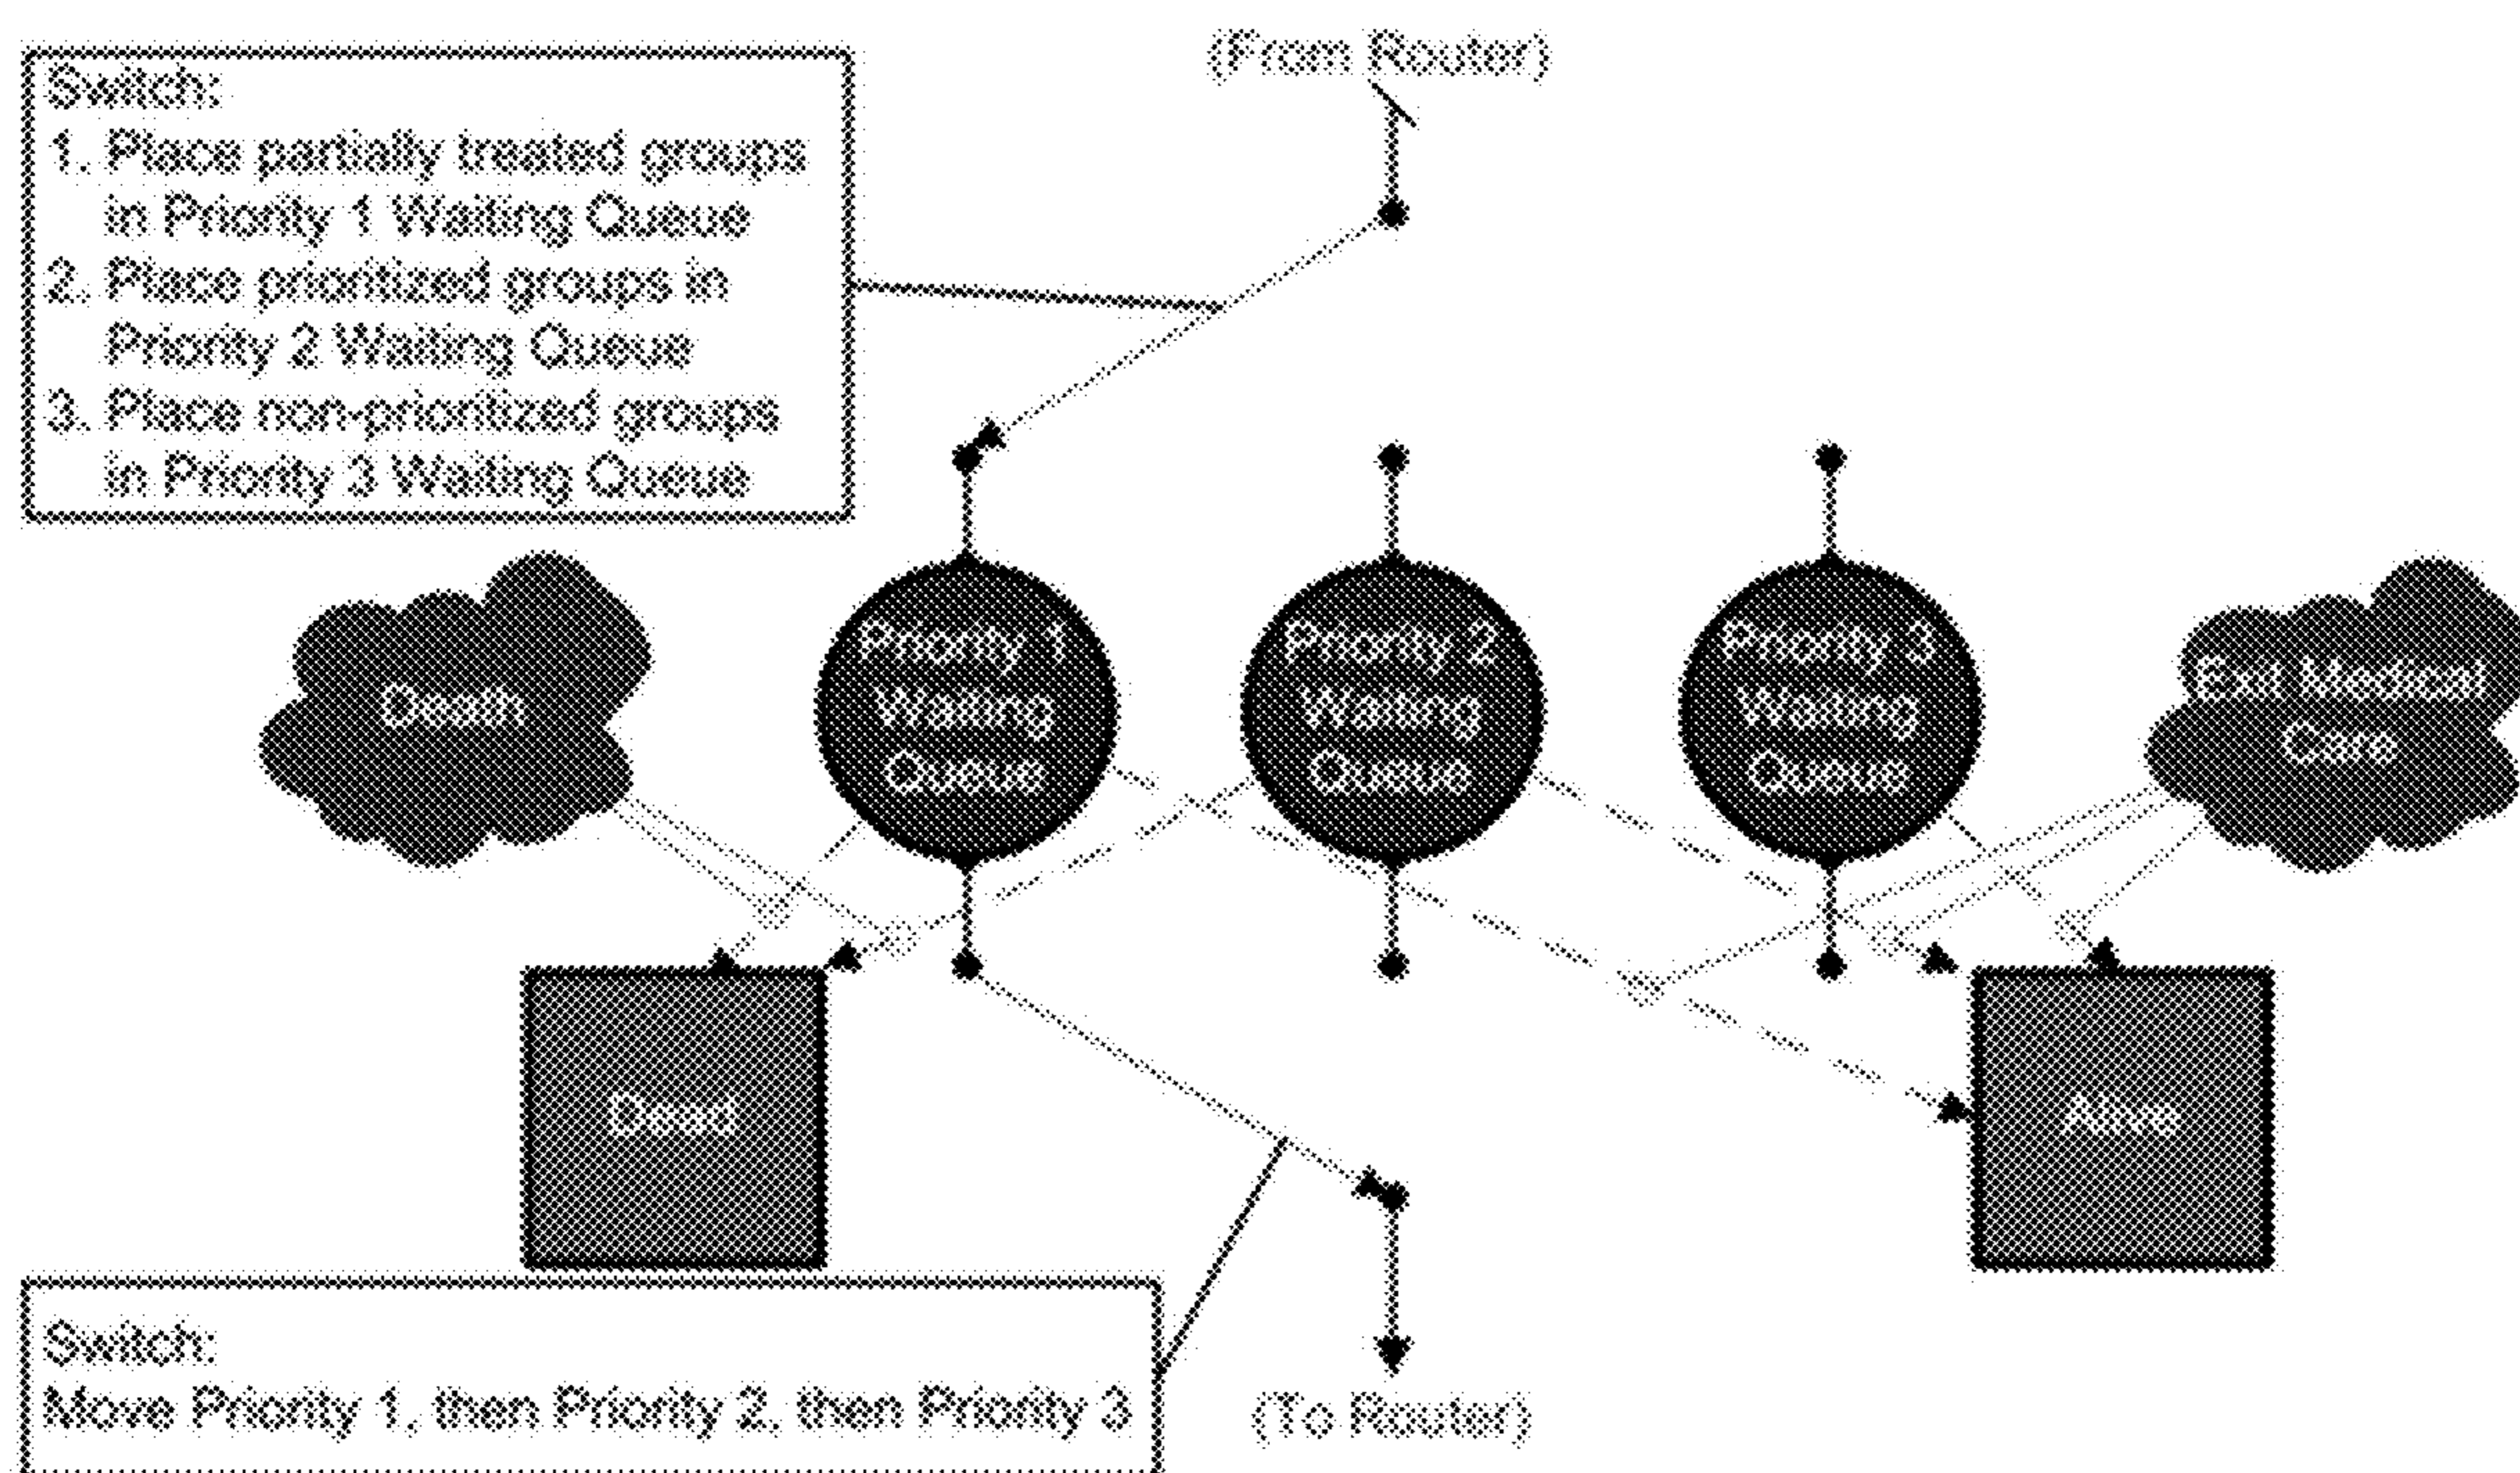 (From Router)
Switch:
1. Place partially treated groups
in Priority 1 Waiting Queue
2. Place prioritized groups in
Priority 2 Waiting Queue
3. Place non-prioritized groups
in Priority 3 Waiting Queue
Death
Priority 1
Waiting
Queue
Priority 2
Waiting
Queue
Priority 3
Waiting
Queue
Exit Medical
Care
Dead
Alive
Switch:
Move Priority 1, then Priority 2, then Priority 3
(To Router)